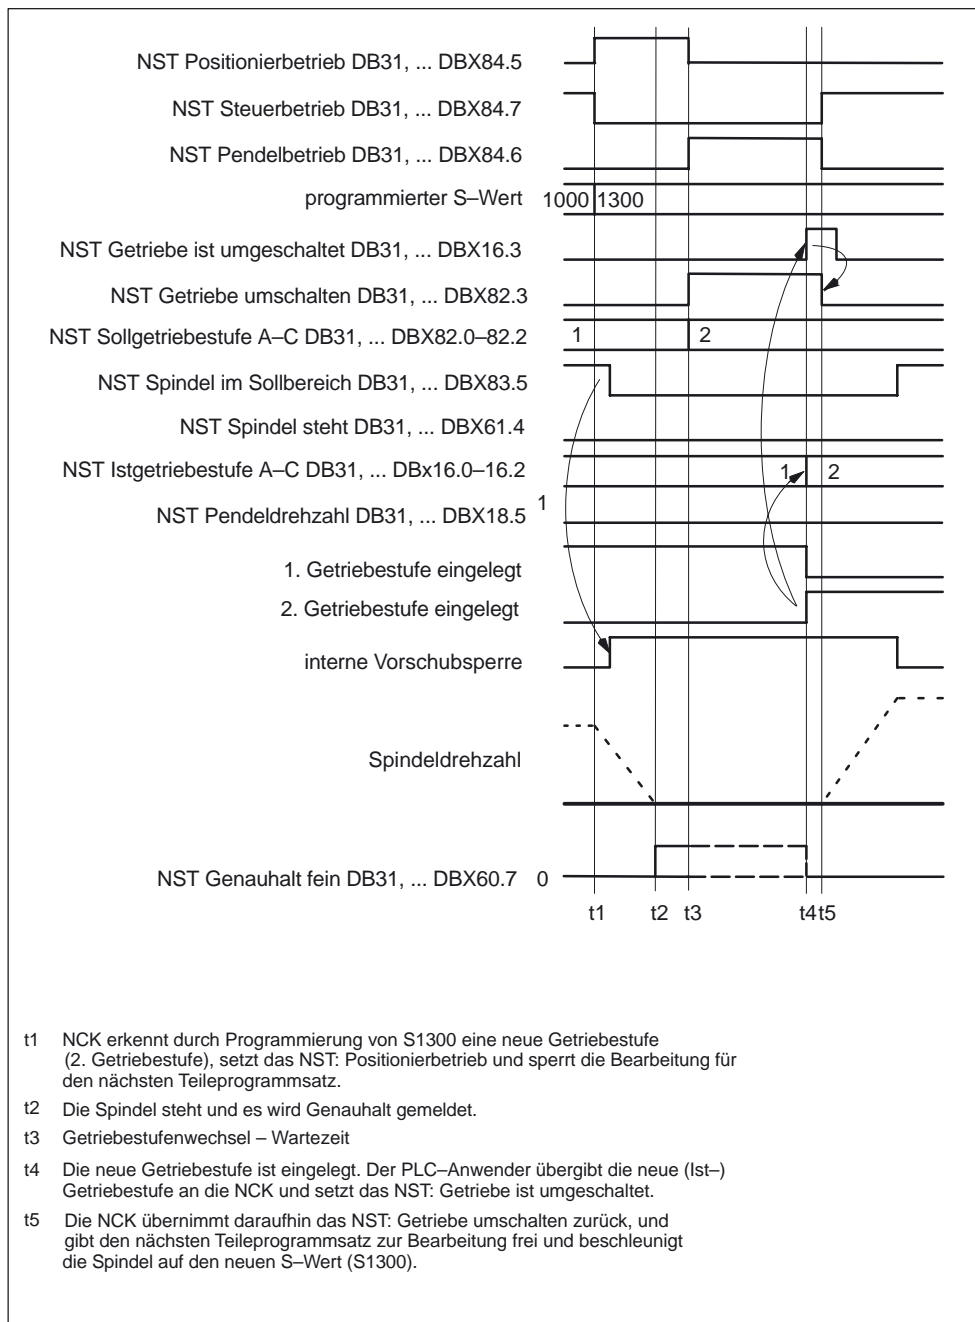 NST Positionierbetrieb DB31, ... DBX84.5
NST Steuerbetrieb DB31, ... DBX84.7
NST Pendelbetrieb DB31, ... DBX84.6
programmierter S–Wert 1000 1300
NST Getriebe ist umgeschaltet DB31, ... DBX16.3
NST Getriebe umschalten DB31, ... DBX82.3
NST Sollgetriebestufe A–C DB31, ... DBX82.0–82.2 1 2
NST Spindel im Sollbereich DB31, ... DBX83.5
NST Spindel steht DB31, ... DBX61.4
NST Istgetriebestufe A–C DB31, ... DBx16.0–16.2 1 2
NST Pendeldrehzahl DB31, ... DBX18.5 1
1. Getriebestufe eingelegt
2. Getriebestufe eingelegt
interne Vorschubsperre
Spindeldrehzahl
NST Genauhalt fein DB31, ... DBX60.7 0
t1 t2 t3 t4 t5
t1 NCK erkennt durch Programmierung von S1300 eine neue Getriebestufe
(2. Getriebestufe), setzt das NST: Positionierbetrieb und sperrt die Bearbeitung für
den nächsten Teileprogrammsatz.
t2 Die Spindel steht und es wird Genauhalt gemeldet.
t3 Getriebestufenwechsel – Wartezeit
t4 Die neue Getriebestufe ist eingelegt. Der PLC–Anwender übergibt die neue (Ist–)
Getriebestufe an die NCK und setzt das NST: Getriebe ist umgeschaltet.
t5 Die NCK übernimmt daraufhin das NST: Getriebe umschalten zurück, und
gibt den nächsten Teileprogrammsatz zur Bearbeitung frei und beschleunigt
die Spindel auf den neuen S–Wert (S1300).